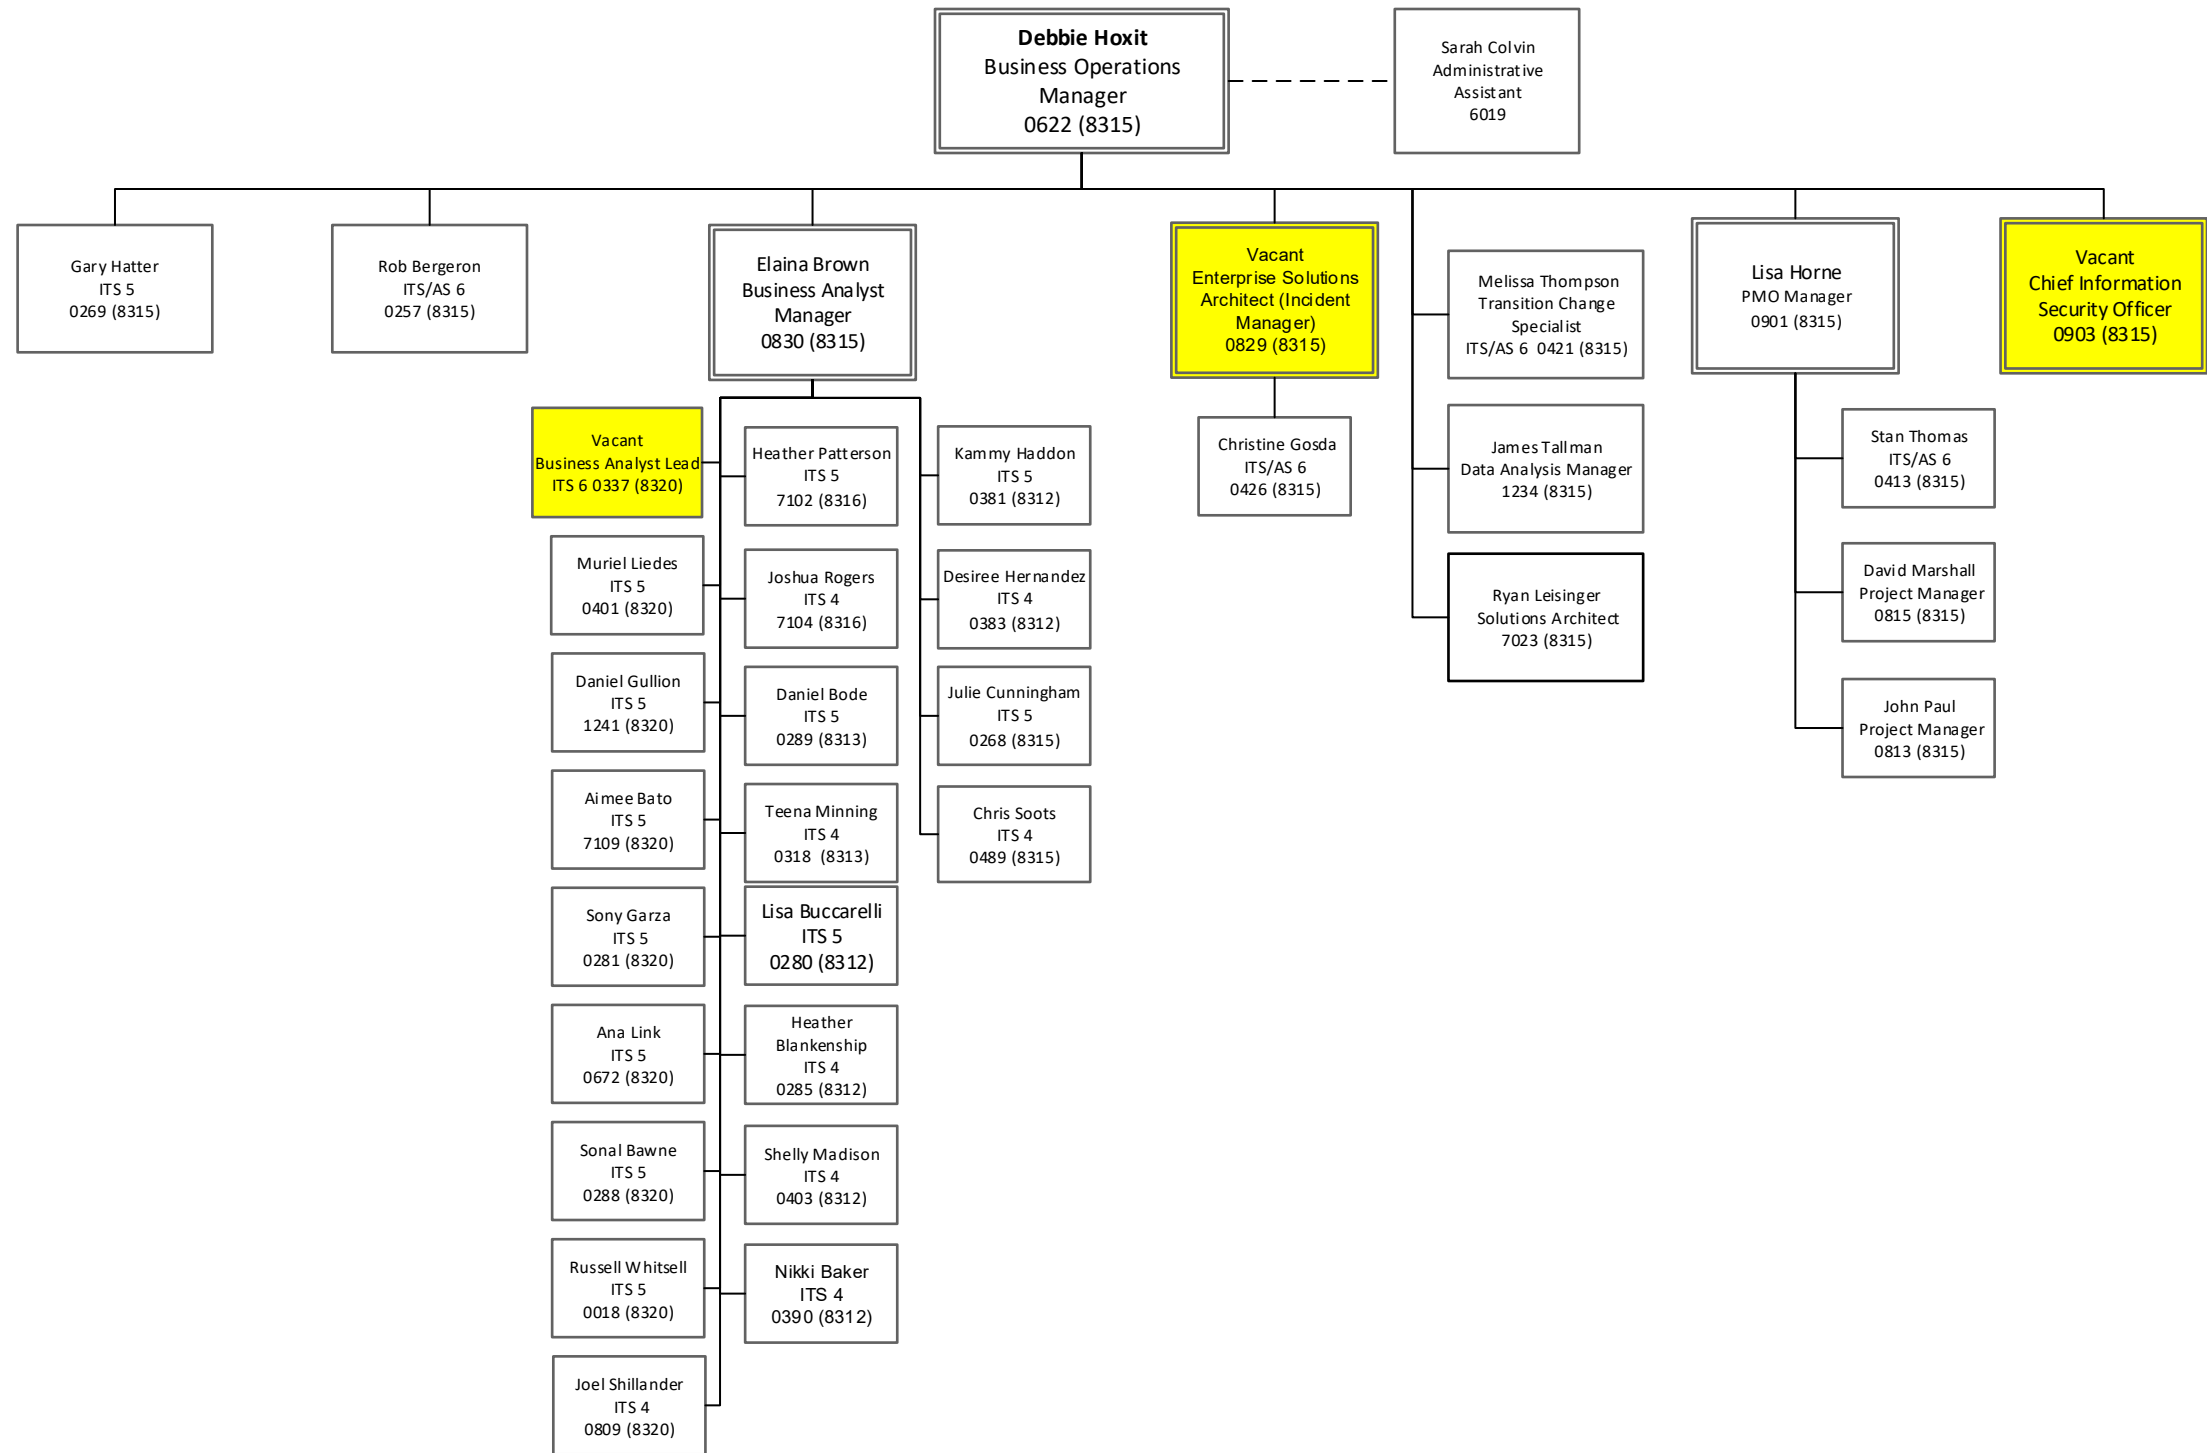 Debbie Hoxit
Business Operations
Manager
0622 (8315)
Sarah Colvin
Administrative
Assistant
6019
Gary Hatter
ITS 5
0269 (8315)
Rob Bergeron
ITS/AS 6
0257 (8315)
Elaina Brown
Business Analyst
Manager
0830 (8315)
Vacant
Enterprise Solutions
Architect (Incident
Manager)
0829 (8315)
Melissa Thompson
Transition Change
Specialist
ITS/AS 6 0421 (8315)
Lisa Horne
PMO Manager
0901 (8315)
Vacant
Chief Information
Security Officer
0903 (8315)
Vacant
Business Analyst Lead
ITS 6 0337 (8320)
Muriel Liedes
ITS 5
0401 (8320)
Daniel Gullion
ITS 5
1241 (8320)
Aimee Bato
ITS 5
7109 (8320)
Sony Garza
ITS 5
0281 (8320)
Ana Link
ITS 5
0672 (8320)
Sonal Bawne
ITS 5
0288 (8320)
Russell Whitsell
ITS 5
0018 (8320)
Joel Shillander
ITS 4
0809 (8320)
Heather Patterson
ITS 5
7102 (8316)
Joshua Rogers
ITS 4
7104 (8316)
Daniel Bode
ITS 5
0289 (8313)
Teena Minning
ITS 4
0318 (8313)
Lisa Buccarelli
ITS 5
0280 (8312)
Heather
Blankenship
ITS 4
0285 (8312)
Shelly Madison
ITS 4
0403 (8312)
Nikki Baker
ITS 4
0390 (8312)
Kammy Haddon
ITS 5
0381 (8312)
Desiree Hernandez
ITS 4
0383 (8312)
Julie Cunningham
ITS 5
0268 (8315)
Chris Soots
ITS 4
0489 (8315)
Christine Gosda
ITS/AS 6
0426 (8315)
James Tallman
Data Analysis Manager
1234 (8315)
Ryan Leisinger
Solutions Architect
7023 (8315)
Stan Thomas
ITS/AS 6
0413 (8315)
David Marshall
Project Manager
0815 (8315)
John Paul
Project Manager
0813 (8315)